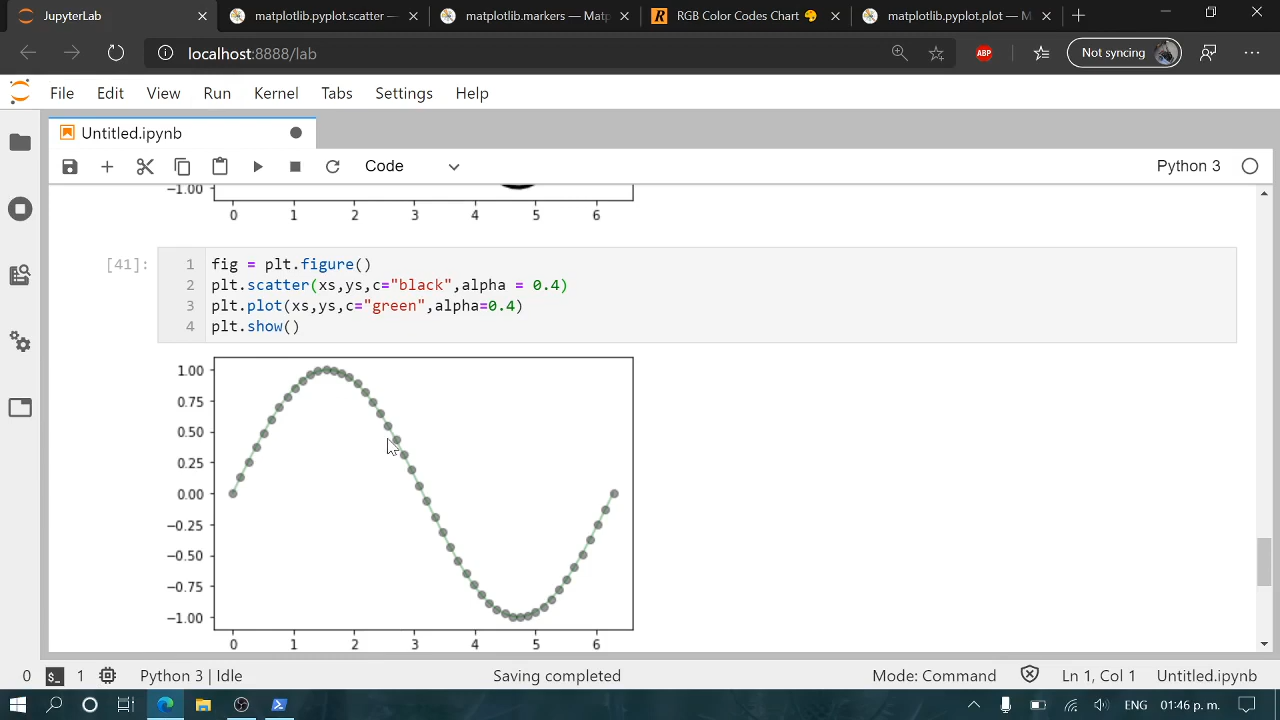 JupyterLab
matplotlib.pyplot.scatter —
matplotlib.markers — Matp
RGB Color Codes Chart
matplotlib.pyplot.plot — M
localhost:8888/lab
ABP
Not syncing
File Edit View Run Kernel Tabs Settings Help
Untitled.ipynb
Code
Python 3
−1.00
0 1 2 3 4 5 6
[41]:
1 fig = plt.figure()
2 plt.scatter(xs,ys,c="black",alpha = 0.4)
3 plt.plot(xs,ys,c="green",alpha=0.4)
4 plt.show()
1.00
0.75
0.50
0.25
0.00
−0.25
−0.50
−0.75
−1.00
0 1 2 3 4 5 6
0 $_ 1 Python 3 | Idle Saving completed Mode: Command Ln 1, Col 1 Untitled.ipynb
ENG 01:46 p. m.